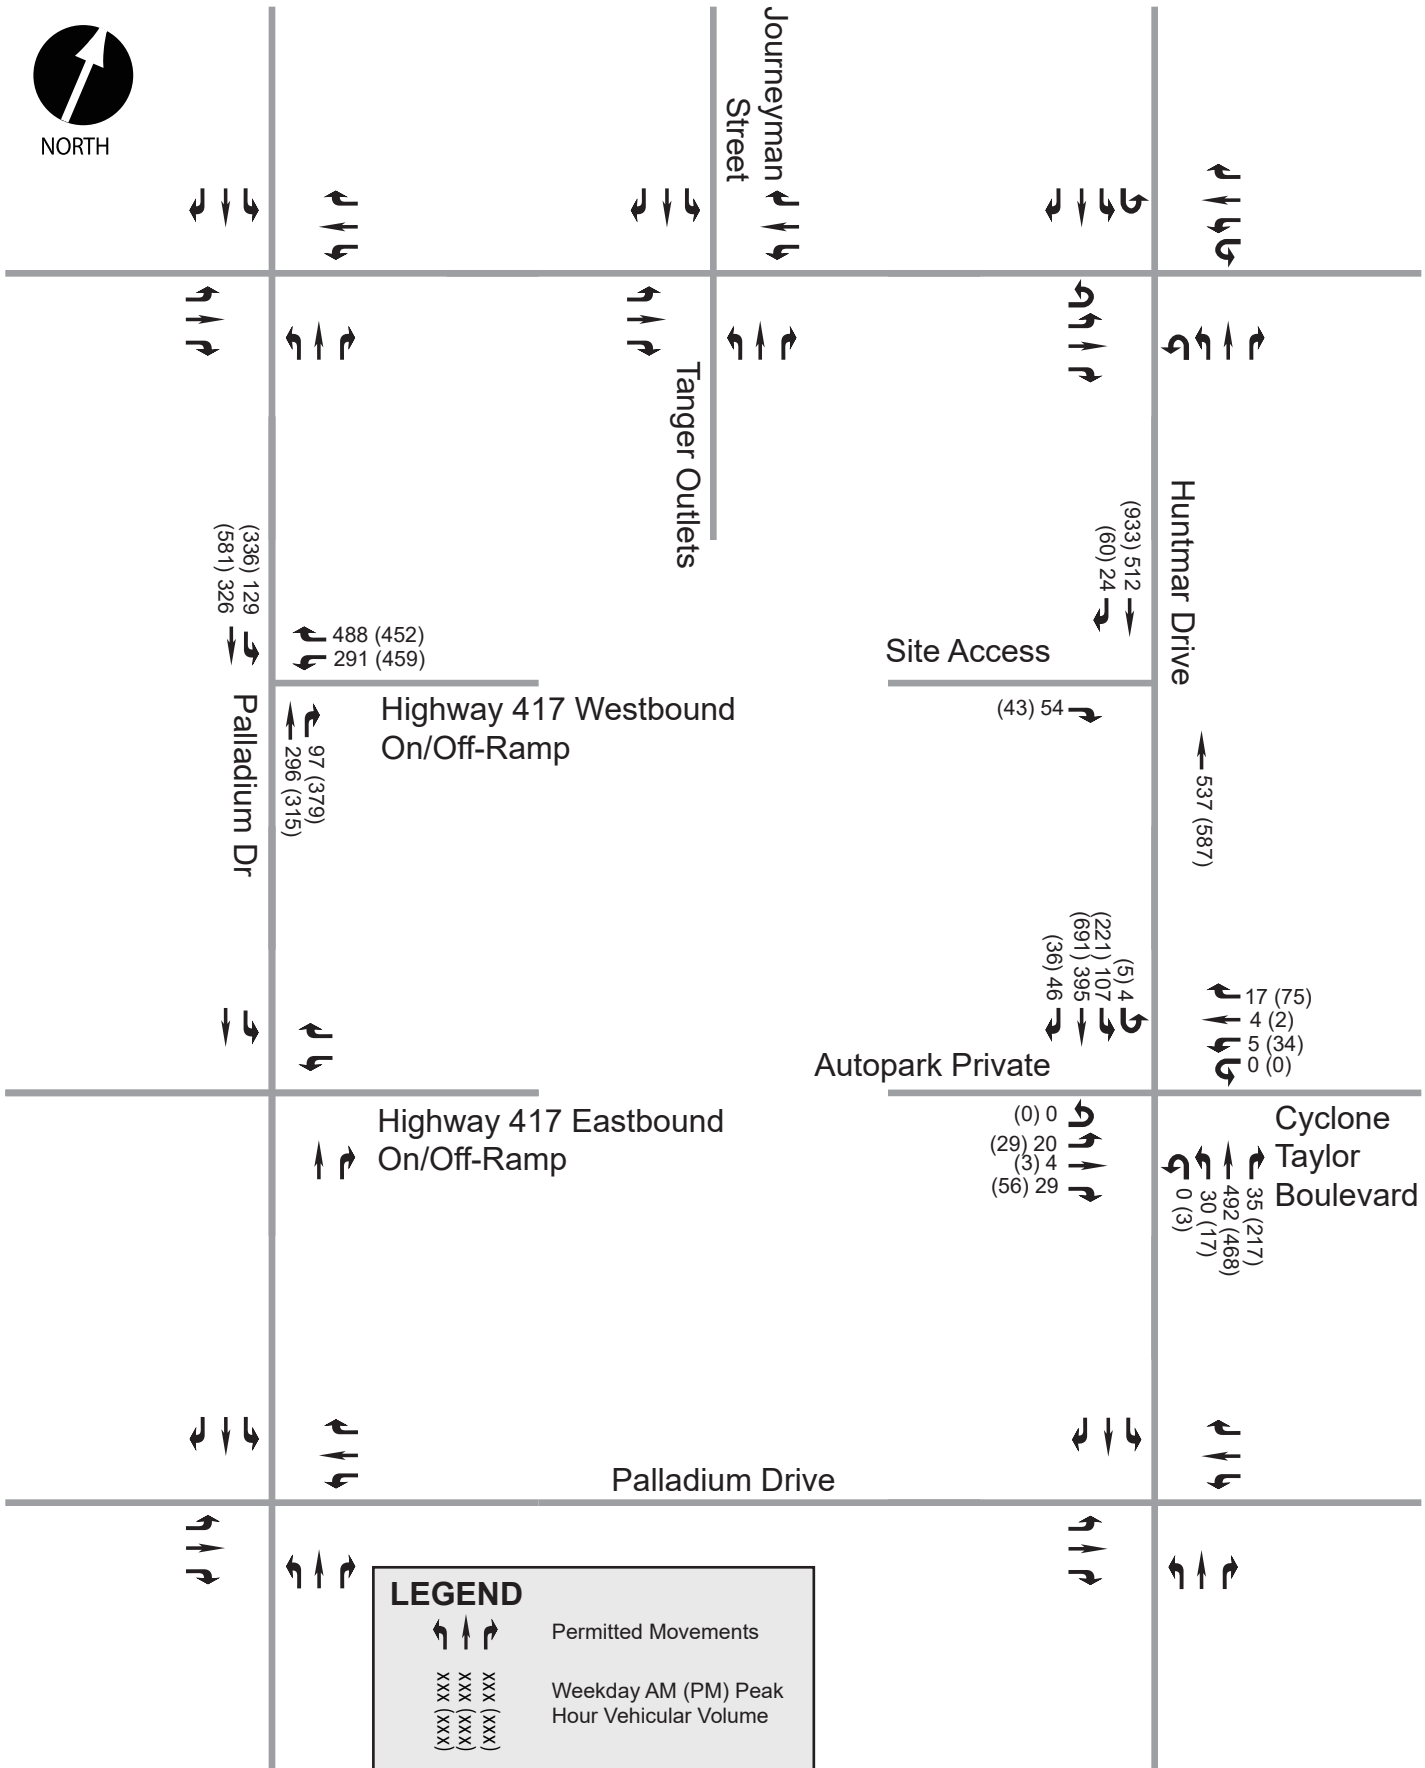 NORTH
Journeyman
Street
Tanger Outlets
Huntmar Drive
(336) 129
(581) 326
488 (452)
291 (459)
Palladium Dr
Highway 417 Westbound
On/Off-Ramp
97 (379)
296 (315)
(933) 512
(60) 24
Site Access
(43) 54
537 (587)
(5) 4
(221) 107
(691) 395
(36) 46
17 (75)
4 (2)
5 (34)
0 (0)
Autopark Private
Highway 417 Eastbound
On/Off-Ramp
(0) 0
(29) 20
(3) 4
(56) 29
Cyclone
Taylor
Boulevard
35 (217)
492 (468)
30 (17)
0 (3)
Palladium Drive
LEGEND
Permitted Movements
xxx (xxx)
xxx (xxx)
xxx (xxx)
Weekday AM (PM) Peak
Hour Vehicular Volume